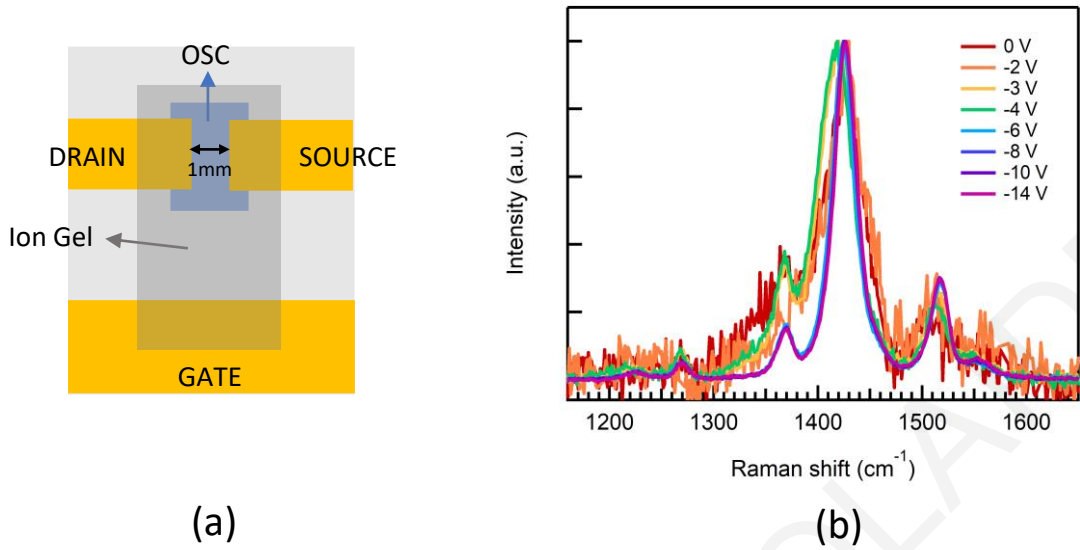 OSC
DRAIN
SOURCE
1mm
Ion Gel
GATE
(a)
Intensity (a.u.)
0 V
-2 V
-3 V
-4 V
-6 V
-8 V
-10 V
-14 V
1200 1300 1400 1500 1600
Raman shift (cm⁻¹)
(b)